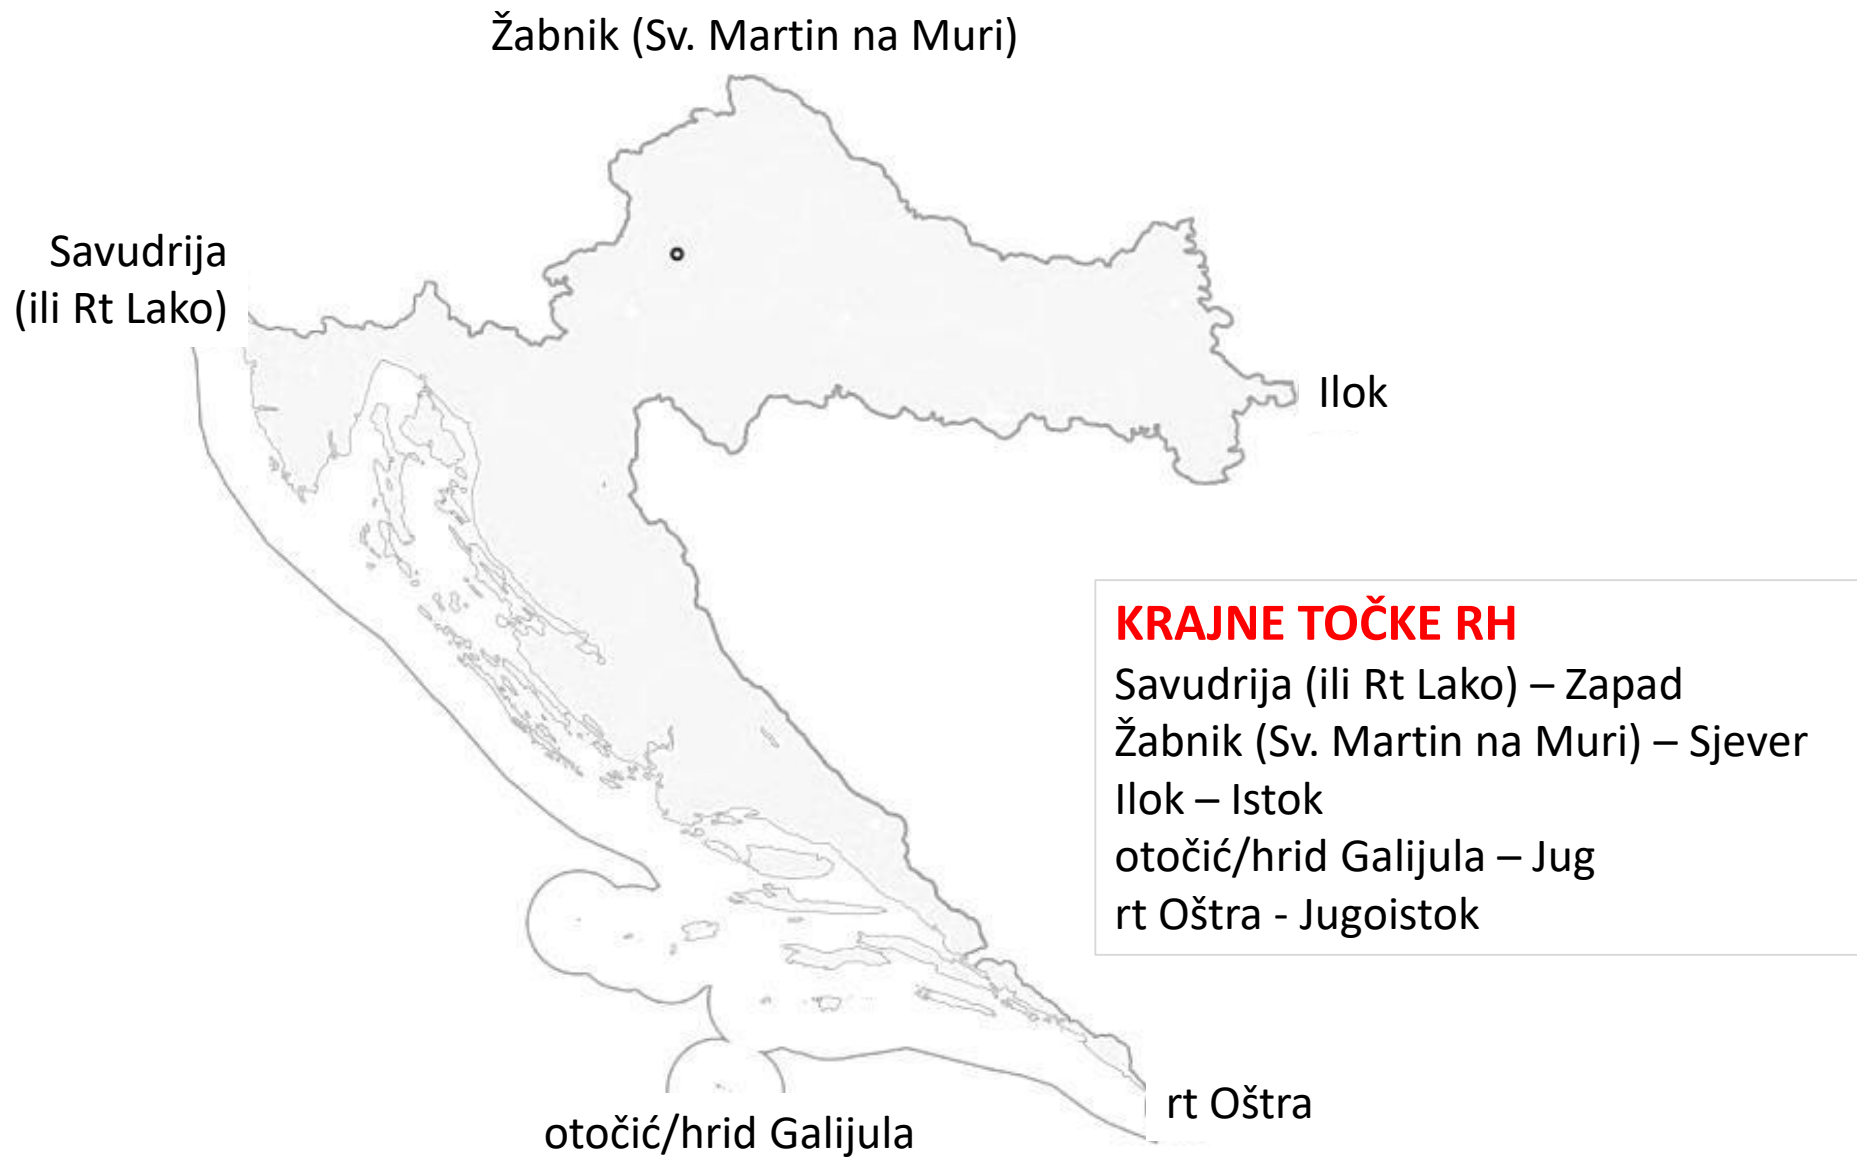 Žabnik (Sv. Martin na Muri)
Savudrija
(ili Rt Lako)
Ilok
KRAJNE TOČKE RH
Savudrija (ili Rt Lako) – Zapad
Žabnik (Sv. Martin na Muri) – Sjever
Ilok – Istok
otočić/hrid Galijula – Jug
rt Oštra - Jugoistok
rt Oštra
otočić/hrid Galijula